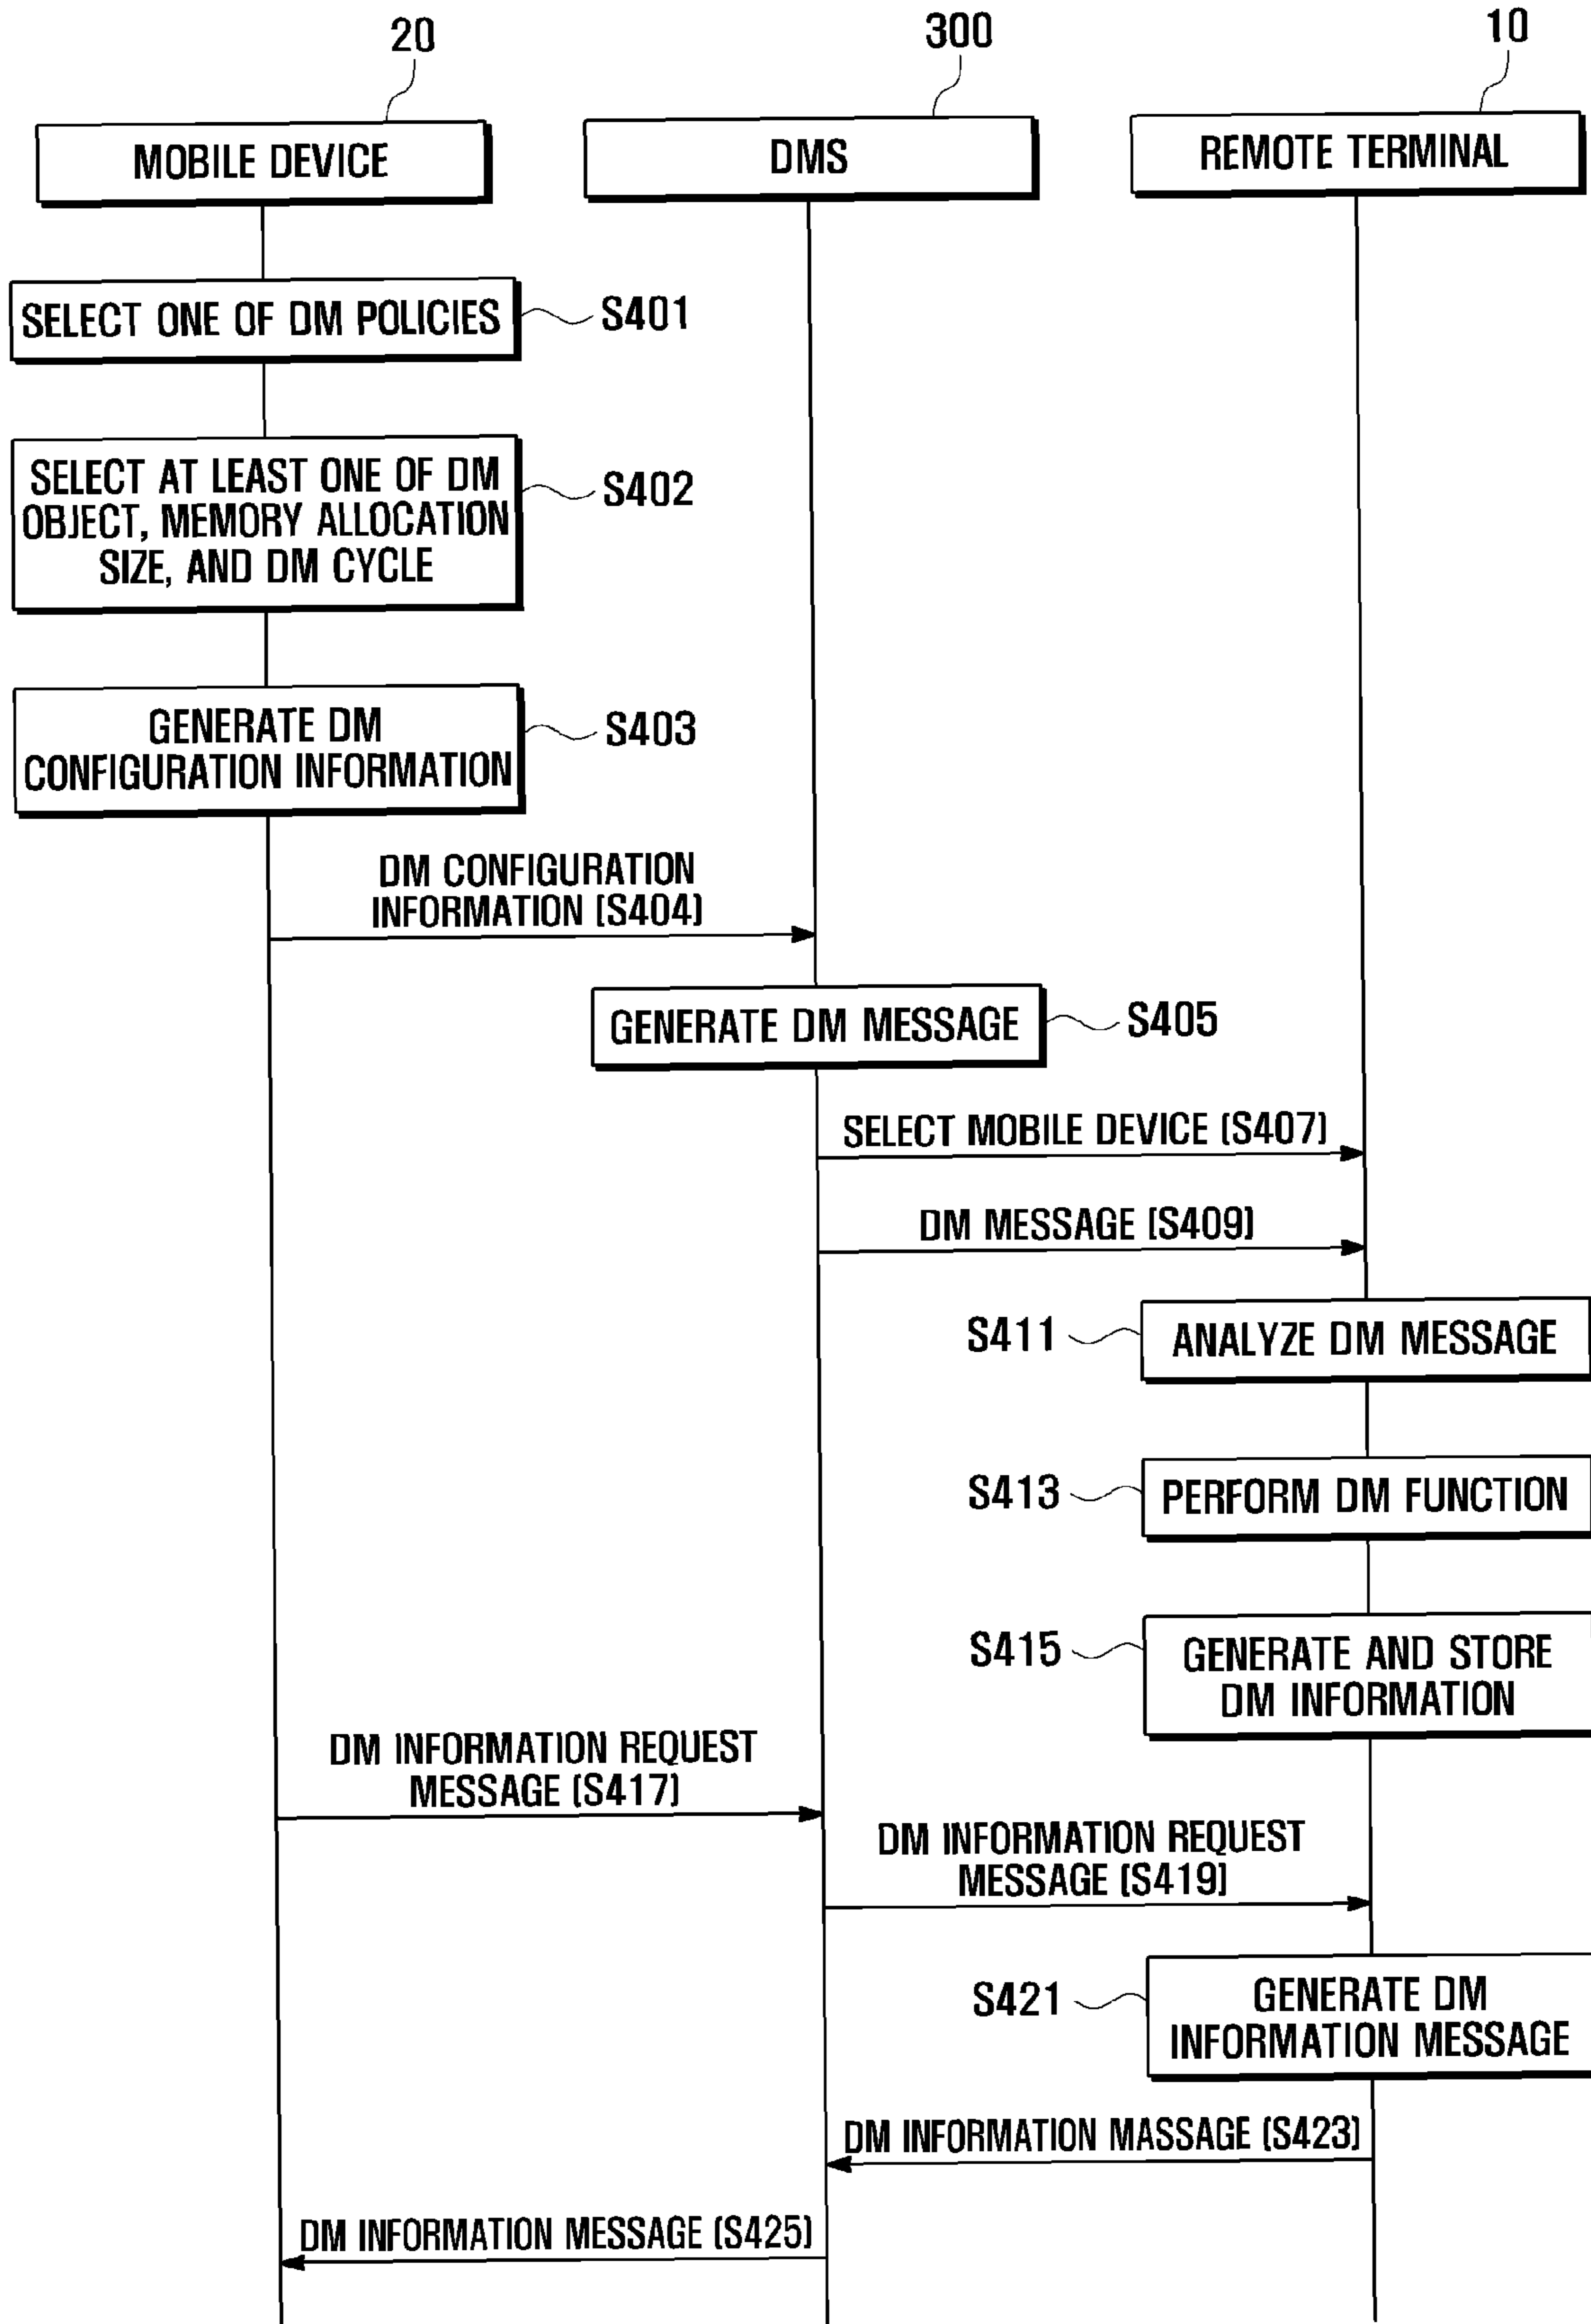 20
300
10
MOBILE DEVICE
DMS
REMOTE TERMINAL
SELECT ONE OF DM POLICIES
S401
SELECT AT LEAST ONE OF DM
OBJECT, MEMORY ALLOCATION
SIZE, AND DM CYCLE
S402
GENERATE DM
CONFIGURATION INFORMATION
S403
DM CONFIGURATION
INFORMATION (S404)
GENERATE DM MESSAGE
S405
SELECT MOBILE DEVICE (S407)
DM MESSAGE (S409)
S411
ANALYZE DM MESSAGE
S413
PERFORM DM FUNCTION
S415
GENERATE AND STORE
DM INFORMATION
DM INFORMATION REQUEST
MESSAGE (S417)
DM INFORMATION REQUEST
MESSAGE (S419)
S421
GENERATE DM
INFORMATION MESSAGE
DM INFORMATION MASSAGE (S423)
DM INFORMATION MESSAGE (S425)